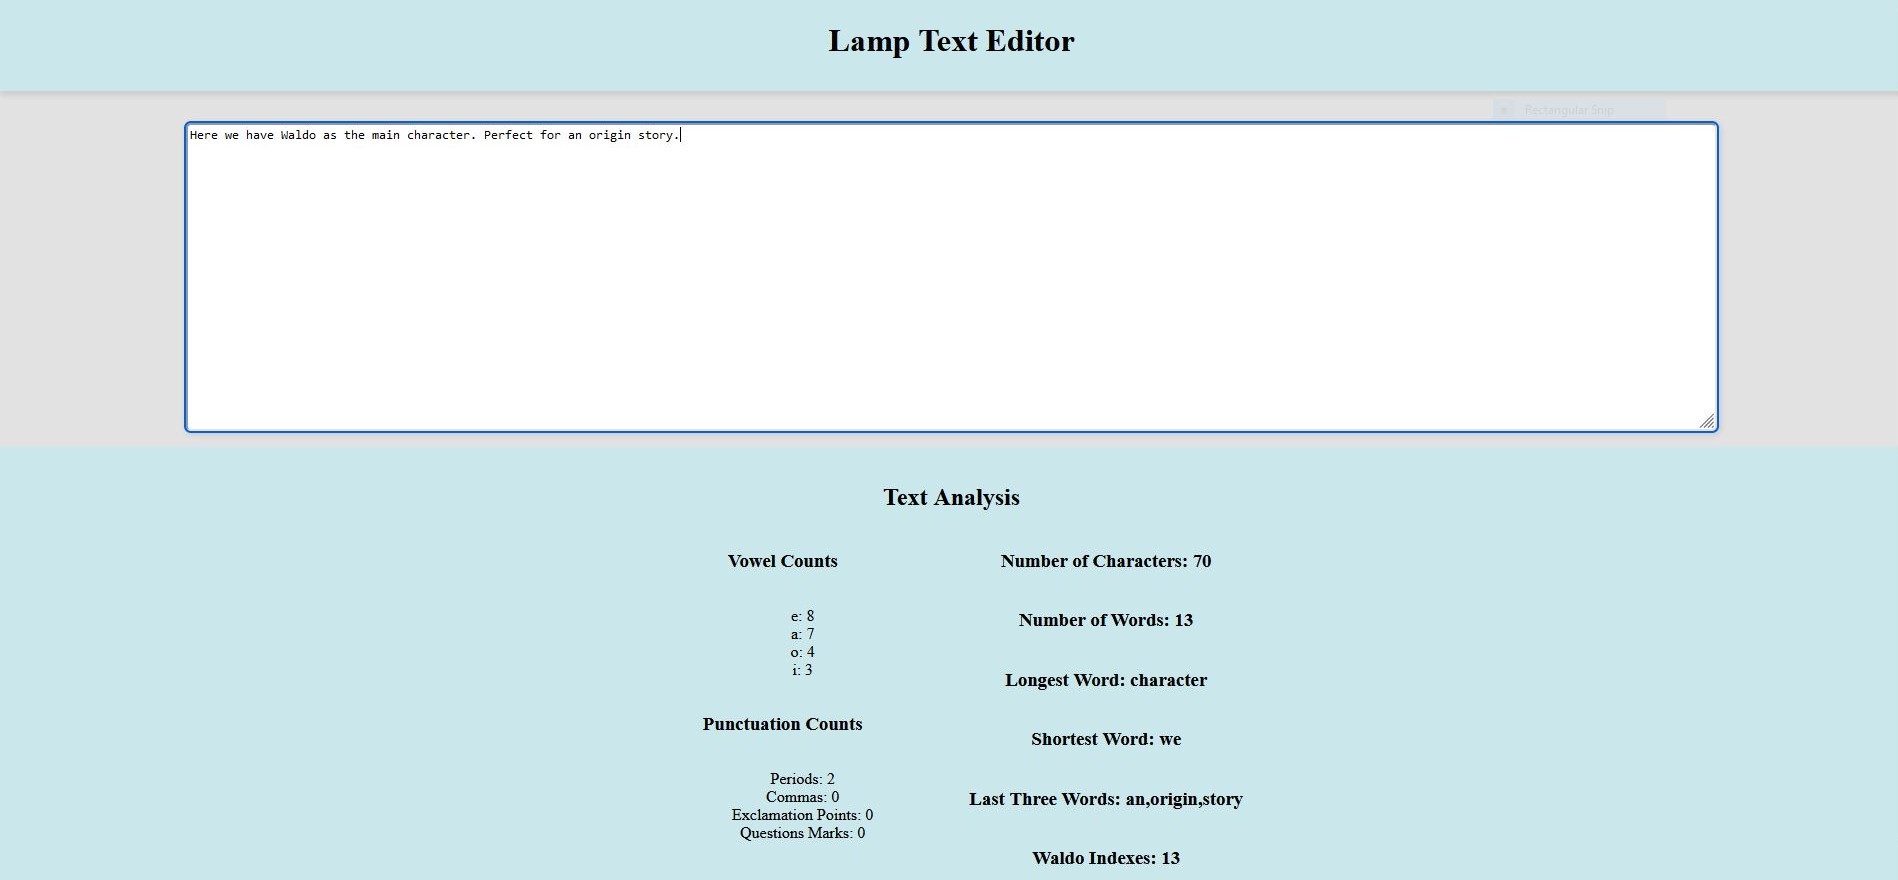 Lamp Text Editor
Rectangular Snip
Here we have Waldo as the main character. Perfect for an origin story.
Text Analysis
Vowel Counts
e: 8
a: 7
o: 4
i: 3
Punctuation Counts
Periods: 2
Commas: 0
Exclamation Points: 0
Questions Marks: 0
Number of Characters: 70
Number of Words: 13
Longest Word: character
Shortest Word: we
Last Three Words: an,origin,story
Waldo Indexes: 13